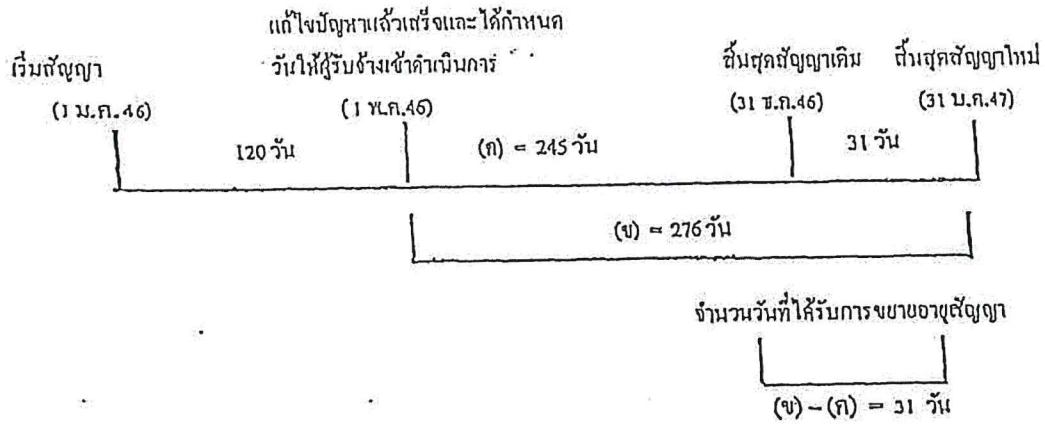 แก้ไขปัญหาแล้วเสร็จและได้กำหนด
วันให้ผู้รับจ้างเข้าดำเนินการ
เริ่มสัญญา สิ้นสุดสัญญาเดิม สิ้นสุดสัญญาใหม่
(1 ม.ค.46) (1 พ.ค.46) (31 ธ.ค.46) (31 ม.ค.47)
120 วัน (ก) = 245 วัน 31 วัน
(ข) = 276 วัน
จำนวนวันที่ได้รับการขยายอายุสัญญา
(ข) – (ก) = 31 วัน